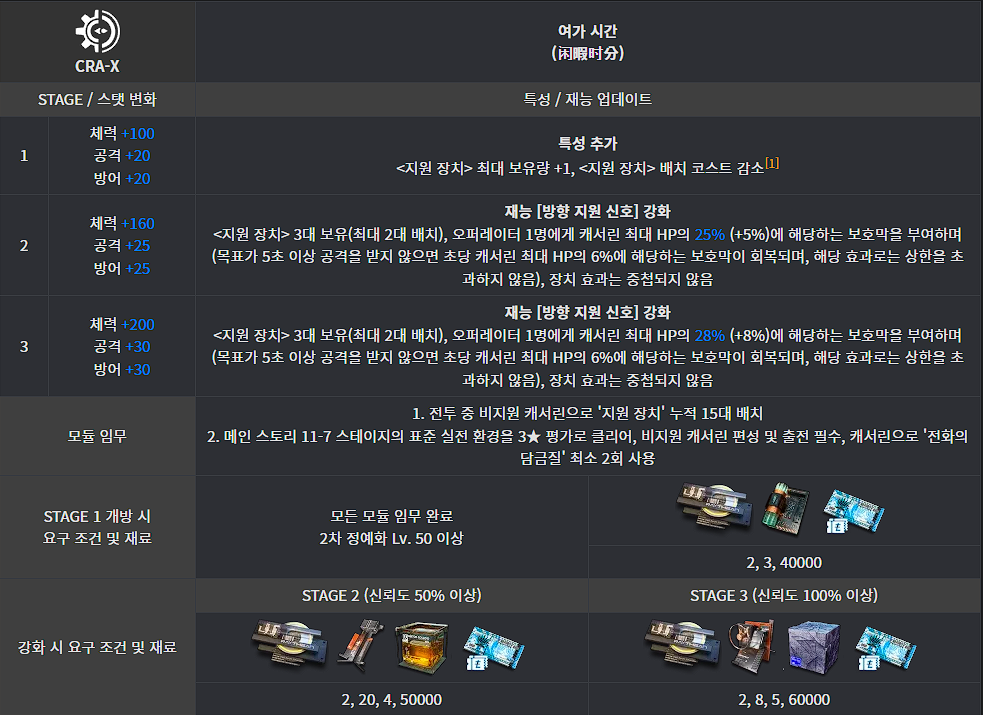 CRA-X
여가 시간
(闲暇时分)
STAGE / 스탯 변화
특성 / 재능 업데이트
1
체력 +100
공격 +20
방어 +20
특성 추가
<지원 장치> 최대 보유량 +1, <지원 장치> 배치 코스트 감소[1]
2
체력 +160
공격 +25
방어 +25
재능 [방향 지원 신호] 강화
<지원 장치> 3대 보유(최대 2대 배치), 오퍼레이터 1명에게 캐서린 최대 HP의 25% (+5%)에 해당하는 보호막을 부여하며
(목표가 5초 이상 공격을 받지 않으면 초당 캐서린 최대 HP의 6%에 해당하는 보호막이 회복되며, 해당 효과로는 상한을 초
과하지 않음), 장치 효과는 중첩되지 않음
3
체력 +200
공격 +30
방어 +30
재능 [방향 지원 신호] 강화
<지원 장치> 3대 보유(최대 2대 배치), 오퍼레이터 1명에게 캐서린 최대 HP의 28% (+8%)에 해당하는 보호막을 부여하며
(목표가 5초 이상 공격을 받지 않으면 초당 캐서린 최대 HP의 6%에 해당하는 보호막이 회복되며, 해당 효과로는 상한을 초
과하지 않음), 장치 효과는 중첩되지 않음
모듈 임무
1. 전투 중 비지원 캐서린으로 '지원 장치' 누적 15대 배치
2. 메인 스토리 11-7 스테이지의 표준 실전 환경을 3★ 평가로 클리어, 비지원 캐서린 편성 및 출전 필수, 캐서린으로 '전화의
담금질' 최소 2회 사용
STAGE 1 개방 시
요구 조건 및 재료
모든 모듈 임무 완료
2차 정예화 Lv. 50 이상
2, 3, 40000
강화 시 요구 조건 및 재료
STAGE 2 (신뢰도 50% 이상)
STAGE 3 (신뢰도 100% 이상)
2, 20, 4, 50000
2, 8, 5, 60000